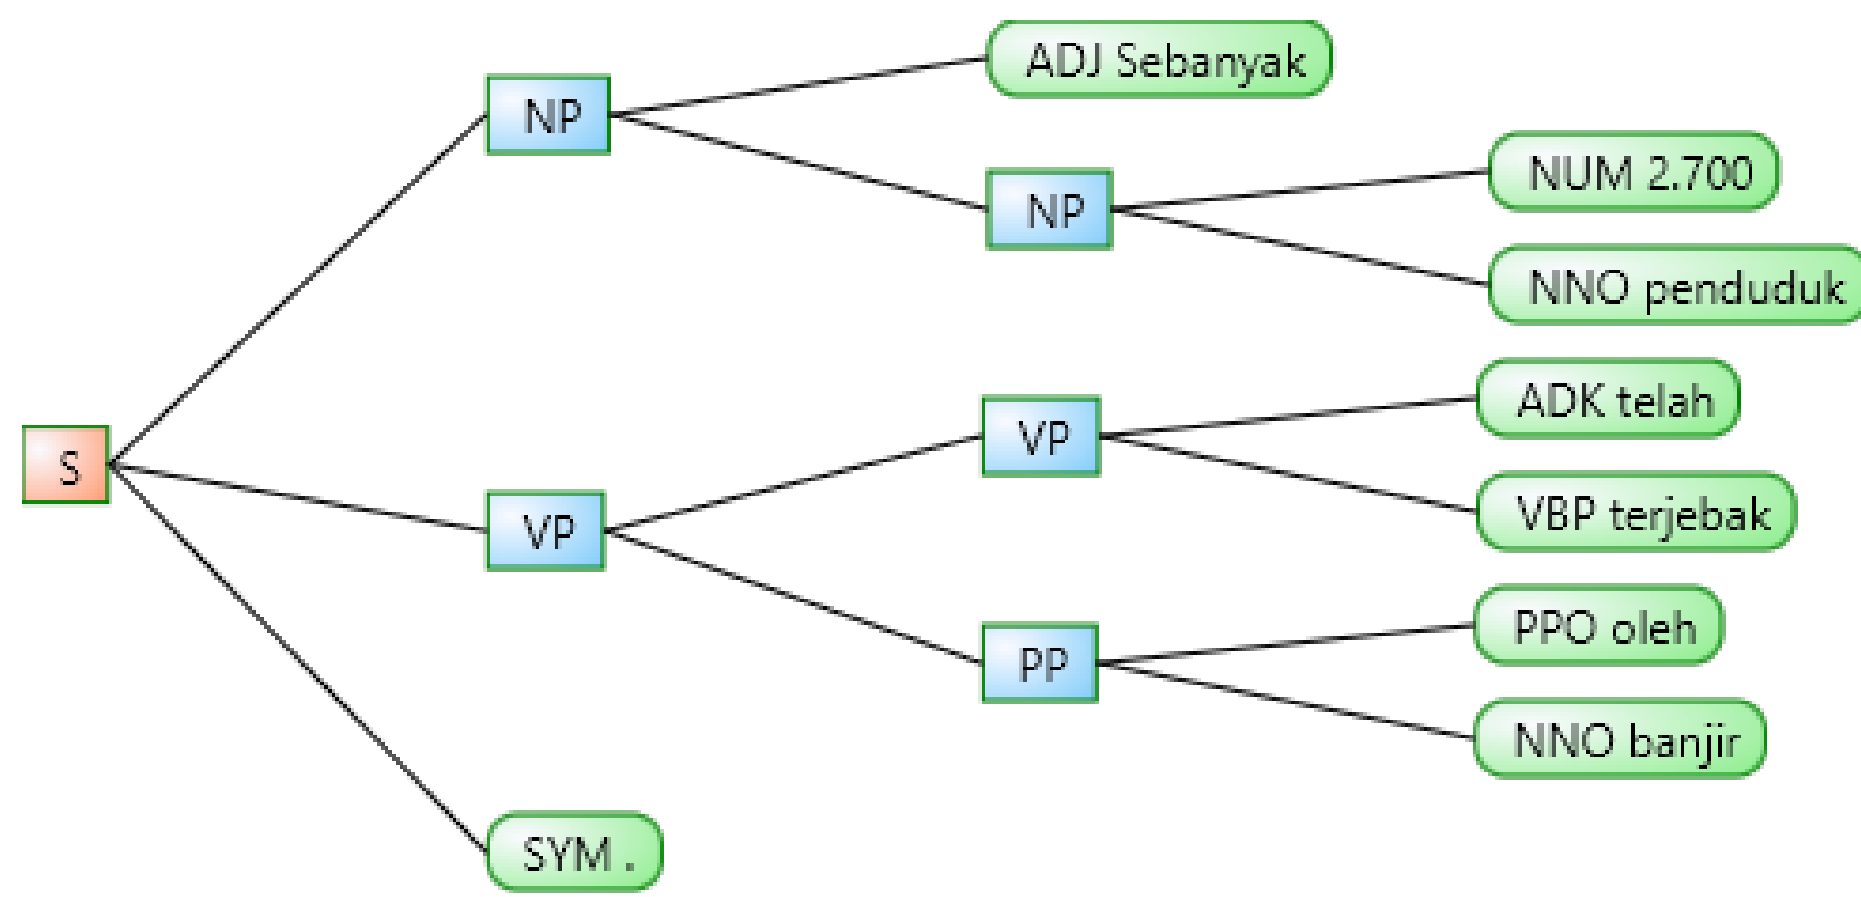 ADJ Sebanyak
NP
NUM 2.700
NP
NNO penduduk
ADK telah
VP
S
VBP terjebak
VP
PPO oleh
PP
NNO banjir
SYM .